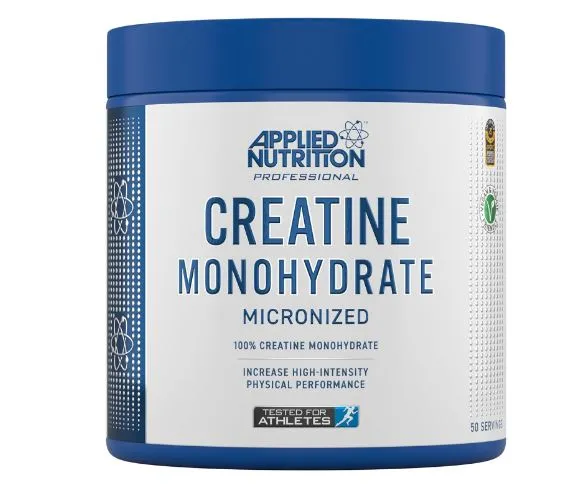 APPLIED
NUTRITION
PROFESSIONAL
CREATINE
MONOHYDRATE
MICRONIZED
100% CREATINE MONOHYDRATE
INCREASE HIGH-INTENSITY
PHYSICAL PERFORMANCE
TESTED FOR
ATHLETES
50 SERVINGS